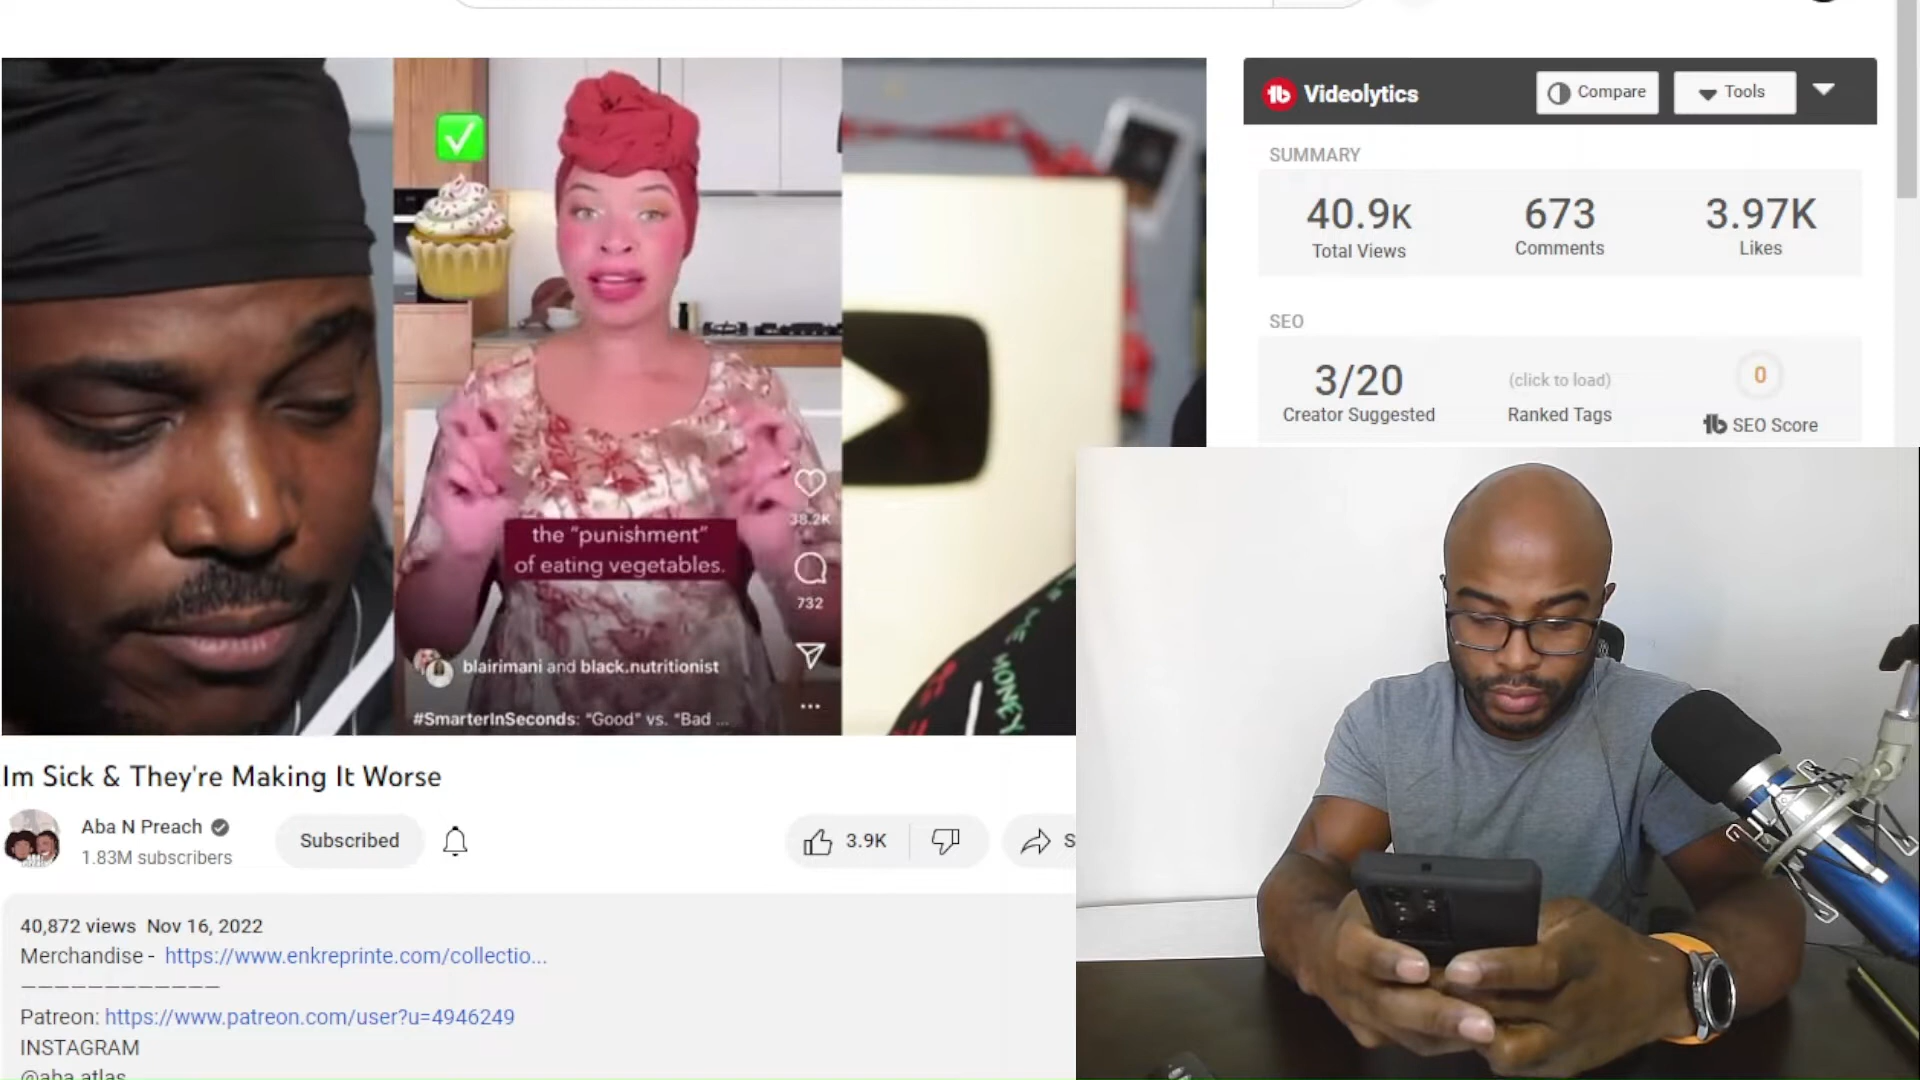 the "punishment"
of eating vegetables.
38.2K
732
blairimani and black.nutritionist
#SmarterInSeconds: "Good" vs. "Bad ...
MONEY
Videolytics
Compare
Tools
SUMMARY
40.9K
Total Views
673
Comments
3.97K
Likes
SEO
3/20
Creator Suggested
(click to load)
Ranked Tags
0
tb SEO Score
Im Sick & They're Making It Worse
Aba N Preach
1.83M subscribers
Subscribed
3.9K
S
40,872 views Nov 16, 2022
Merchandise - https://www.enkreprinte.com/collectio...
––––––––––––
Patreon: https://www.patreon.com/user?u=4946249
INSTAGRAM
@aba.atlas